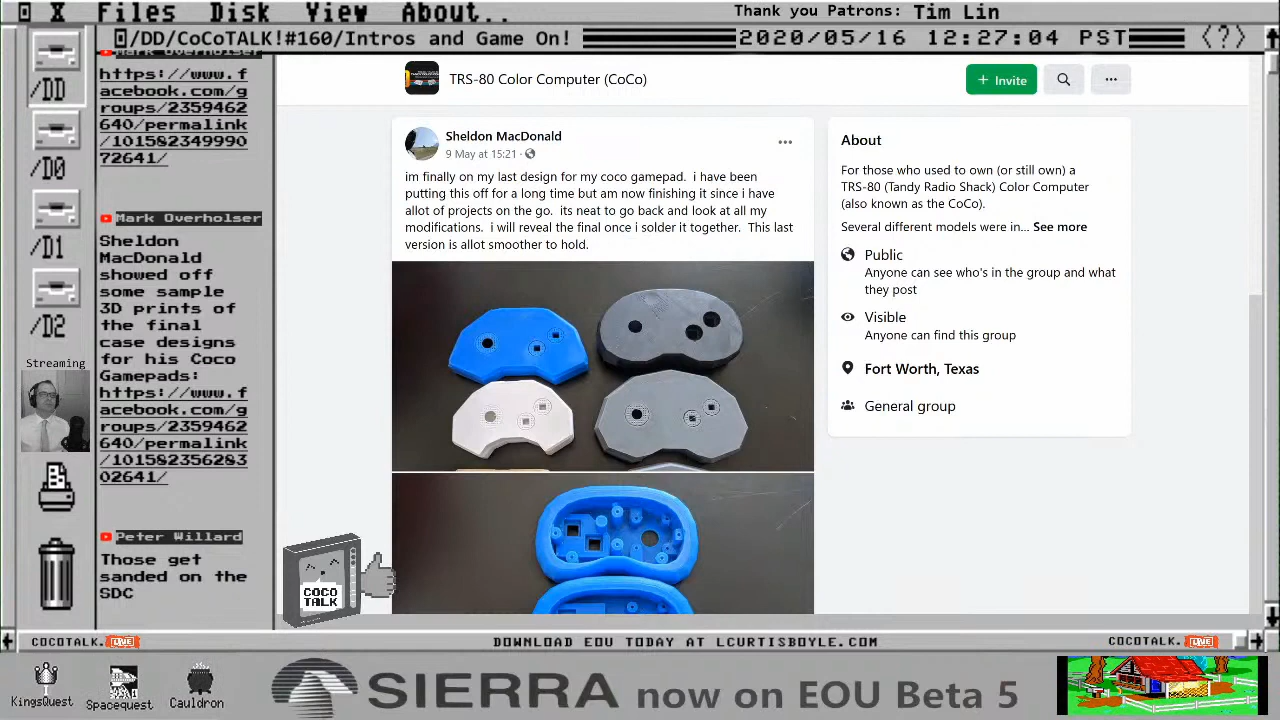 X Files Disk View About..
Thank you Patrons: Tim Lin
/DD/CoCoTALK!#160/Intros and Game On!
2020/05/16 12:27:04 PST
(?)
/DD
/D0
/D1
/D2
Streaming
Mark Overholser
https://www.f
acebook.com/g
roups/2359462
640/permalink
/101582349990
72641/
Mark Overholser
Sheldon
MacDonald
showed off
some sample
3D prints of
the final
case designs
for his Coco
Gamepads:
https://www.f
acebook.com/g
roups/2359462
640/permalink
/101582356283
02641/
Peter Willard
Those get
sanded on the
SDC
TRS-80 Color Computer (CoCo)
+ Invite
Sheldon MacDonald
9 May at 15:21 ·
im finally on my last design for my coco gamepad. i have been
putting this off for a long time but am now finishing it since i have
allot of projects on the go. its neat to go back and look at all my
modifications. i will reveal the final once i solder it together. This last
version is allot smoother to hold.
About
For those who used to own (or still own) a
TRS-80 (Tandy Radio Shack) Color Computer
(also known as the CoCo).
Several different models were in... See more
Public
Anyone can see who's in the group and what
they post
Visible
Anyone can find this group
Fort Worth, Texas
General group
COCO
TALK
COCOTALK.LIVE
DOWNLOAD EOU TODAY AT LCURTISBOYLE.COM
COCOTALK.LIVE
KingsQuest
Spacequest
Cauldron
SIERRA now on EOU Beta 5